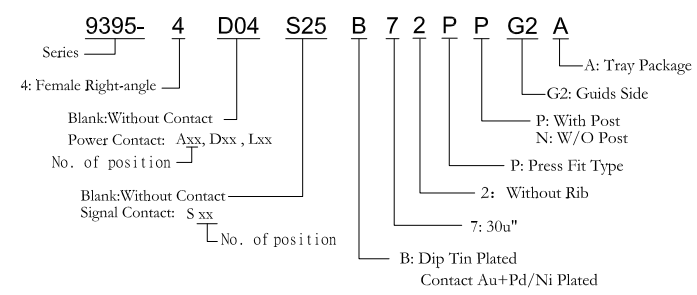 9395- 4 D04 S25 B 7 2 P P G2 A
Series
A: Tray Package
4: Female Right-angle
G2: Guids Side
Blank:Without Contact
P: With Post
Power Contact: Axx, Dxx , Lxx
N: W/O Post
No. of position
P: Press Fit Type
Blank:Without Contact
2: Without Rib
Signal Contact: S xx
7: 30u"
No. of position
B: Dip Tin Plated
Contact Au+Pd/Ni Plated